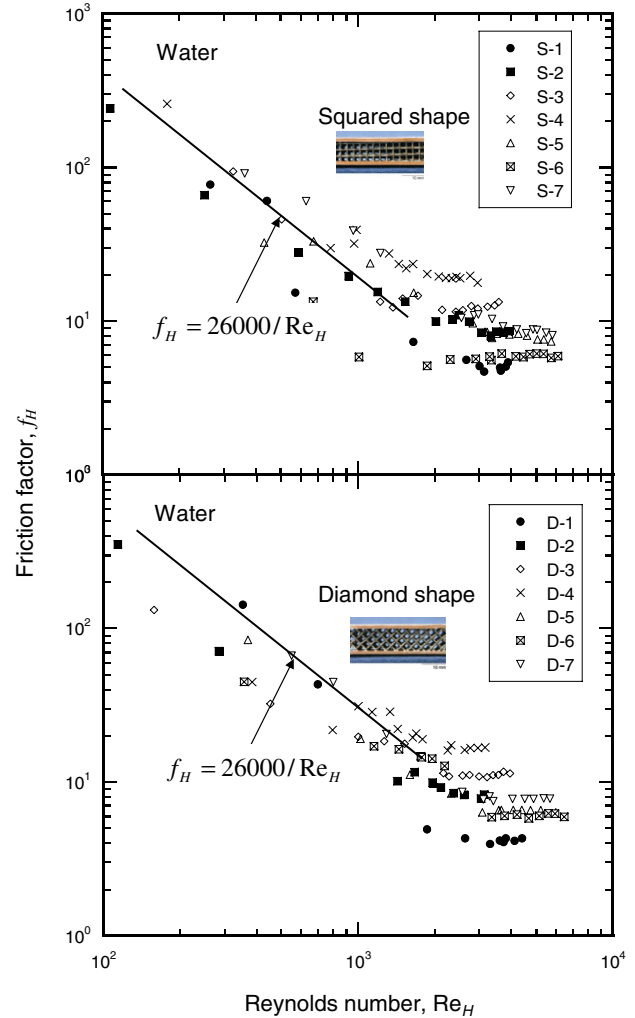 10³
Water
S-1
S-2
S-3
S-4
S-5
S-6
S-7
Squared shape
10²
f_H = 26000/Re_H
10¹
Friction factor, f_H
Water
D-1
D-2
D-3
D-4
D-5
D-6
D-7
Diamond shape
10²
f_H = 26000/Re_H
10¹
10⁰
10² 10³ 10⁴
Reynolds number, Re_H